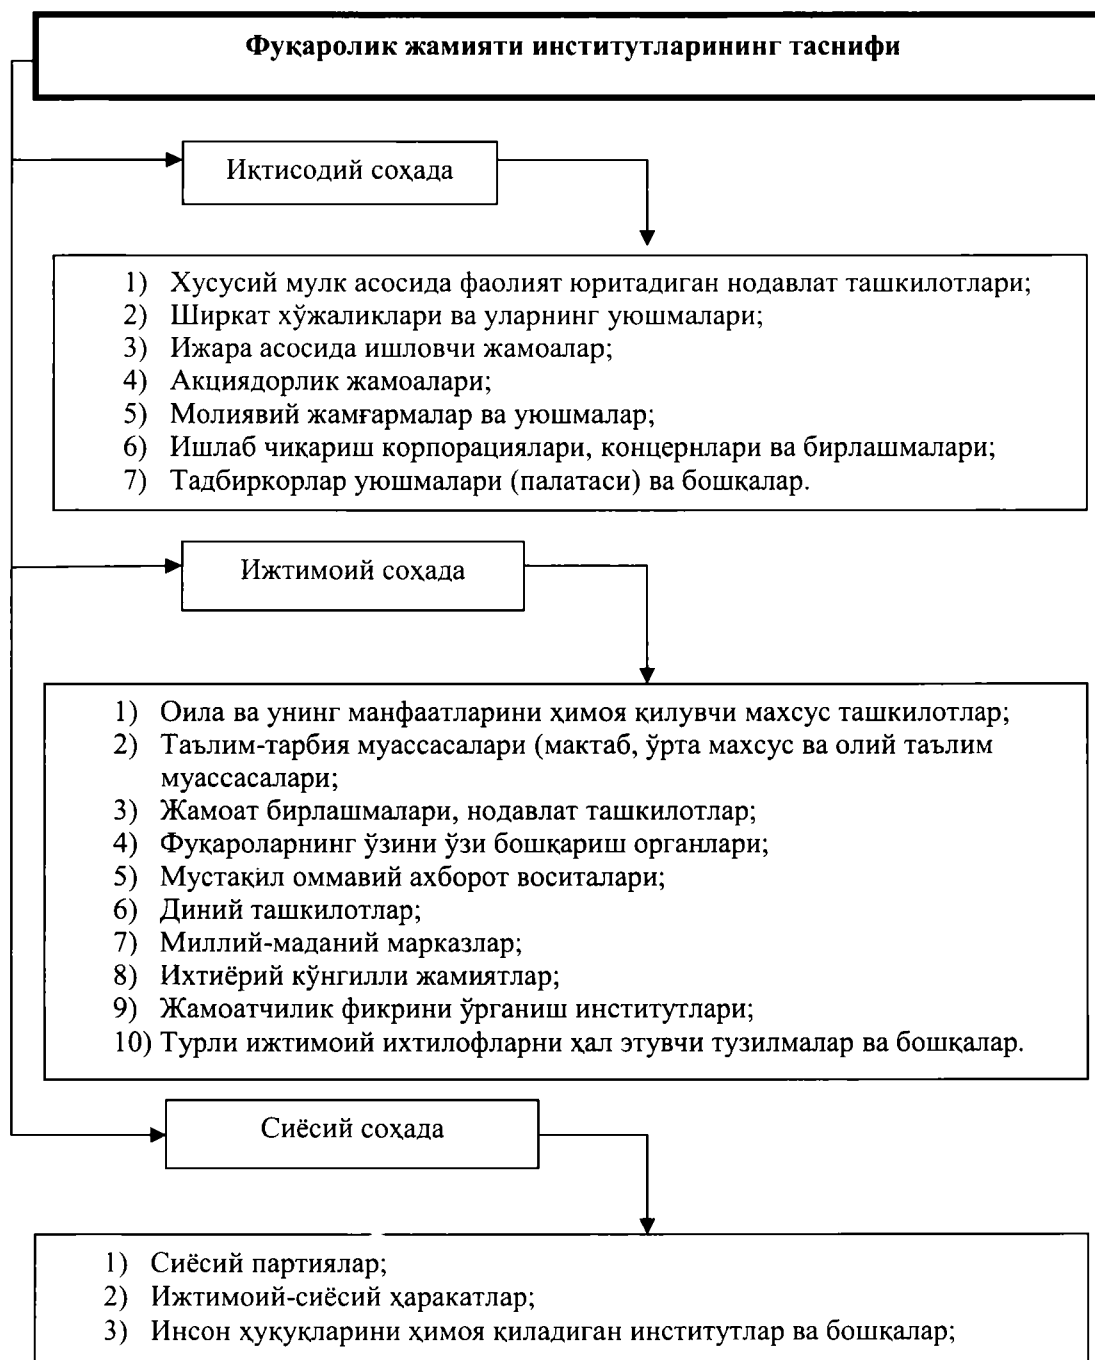 Фуқаролик жамияти институтларининг таснифи
Иқтисодий соҳада
1) Хусусий мулк асосида фаолият юритадиган нодавлат ташкилотлари;
2) Ширкат хўжаликлари ва уларнинг уюшмалари;
3) Ижара асосида ишловчи жамоалар;
4) Акциядорлик жамоалари;
5) Молиявий жамғармалар ва уюшмалар;
6) Ишлаб чиқариш корпорациялари, концернлари ва бирлашмалари;
7) Тадбиркорлар уюшмалари (палатаси) ва бошқалар.
Ижтимоий соҳада
1) Оила ва унинг манфаатларини ҳимоя қилувчи махсус ташкилотлар;
2) Таълим-тарбия муассасалари (мактаб, ўрта махсус ва олий таълим
муассасалари;
3) Жамоат бирлашмалари, нодавлат ташкилотлар;
4) Фуқароларнинг ўзини ўзи бошқариш органлари;
5) Мустақил оммавий ахборот воситалари;
6) Диний ташкилотлар;
7) Миллий-маданий марказлар;
8) Ихтиёрий кўнгилли жамиятлар;
9) Жамоатчилик фикрини ўрганиш институтлари;
10) Турли ижтимоий ихтилофларни ҳал этувчи тузилмалар ва бошқалар.
Сиёсий соҳада
1) Сиёсий партиялар;
2) Ижтимоий-сиёсий ҳаракатлар;
3) Инсон ҳуқуқларини ҳимоя қиладиган институтлар ва бошқалар;